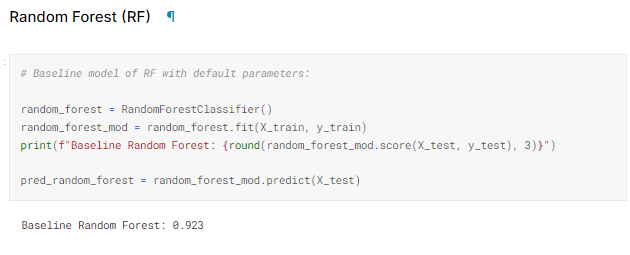 Random Forest (RF) ¶
:
# Baseline model of RF with default parameters:
random_forest = RandomForestClassifier()
random_forest_mod = random_forest.fit(X_train, y_train)
print(f"Baseline Random Forest: {round(random_forest_mod.score(X_test, y_test), 3)}")
pred_random_forest = random_forest_mod.predict(X_test)
Baseline Random Forest: 0.923